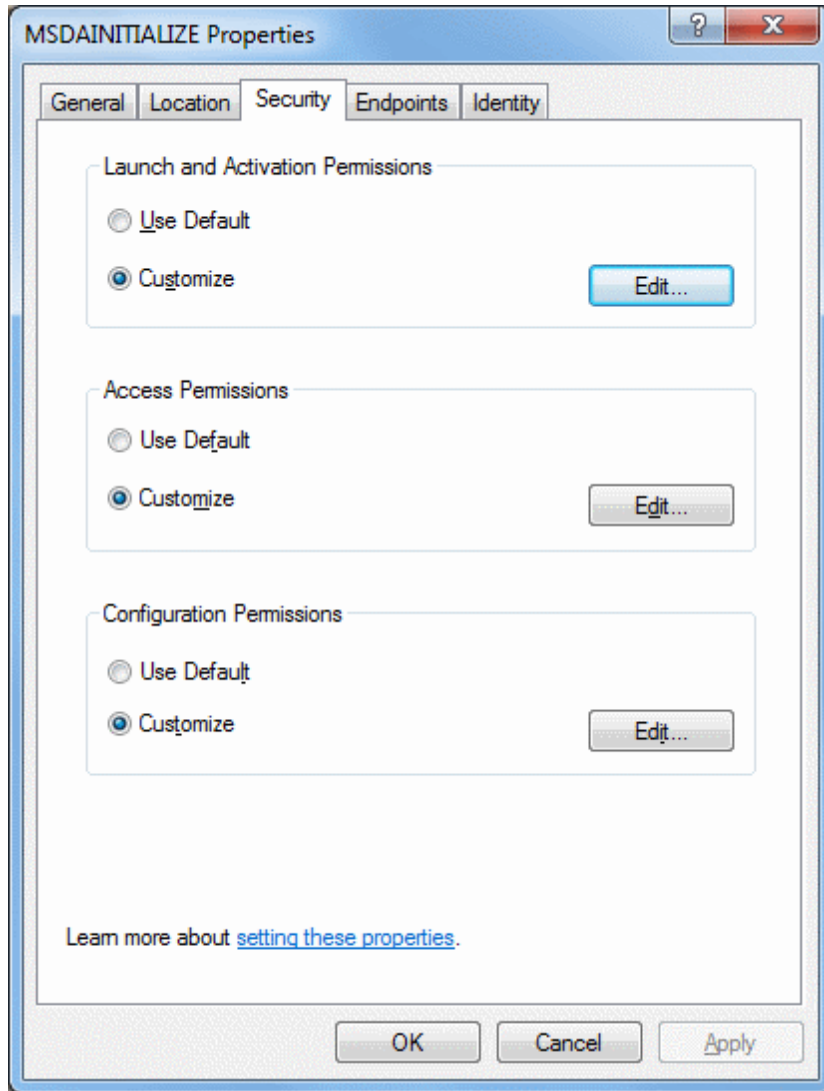 MSDAINITIALIZE Properties
?
X
General Location Security Endpoints Identity
Launch and Activation Permissions
Use Default
Customize
Edit...
Access Permissions
Use Default
Customize
Edit...
Configuration Permissions
Use Default
Customize
Edit...
Learn more about setting these properties.
OK Cancel Apply